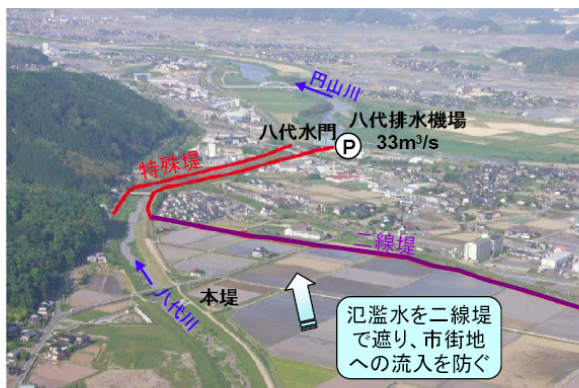 円山川
八代水門
八代排水機場
33m³/s
P
特殊堤
二線堤
本堤
八代川
氾濫水を二線堤
で遮り、市街地
への流入を防ぐ